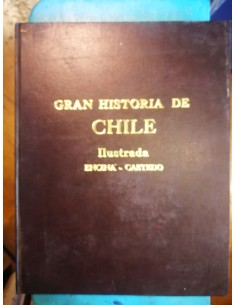 GRAN HISTORIA DE
CHILE
Ilustrada
ENCINA - CASTEDO